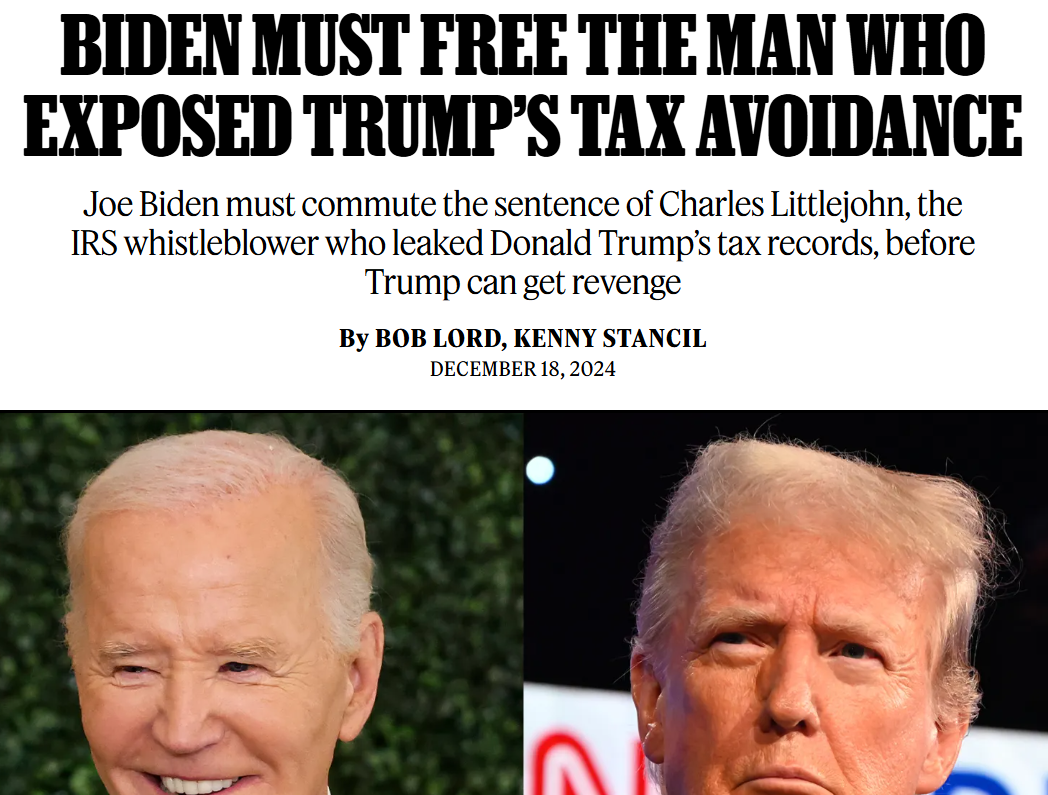 BIDEN MUST FREE THE MAN WHO
EXPOSED TRUMP'S TAX AVOIDANCE
Joe Biden must commute the sentence of Charles Littlejohn, the
IRS whistleblower who leaked Donald Trump's tax records, before
Trump can get revenge
By BOB LORD, KENNY STANCIL
DECEMBER 18, 2024